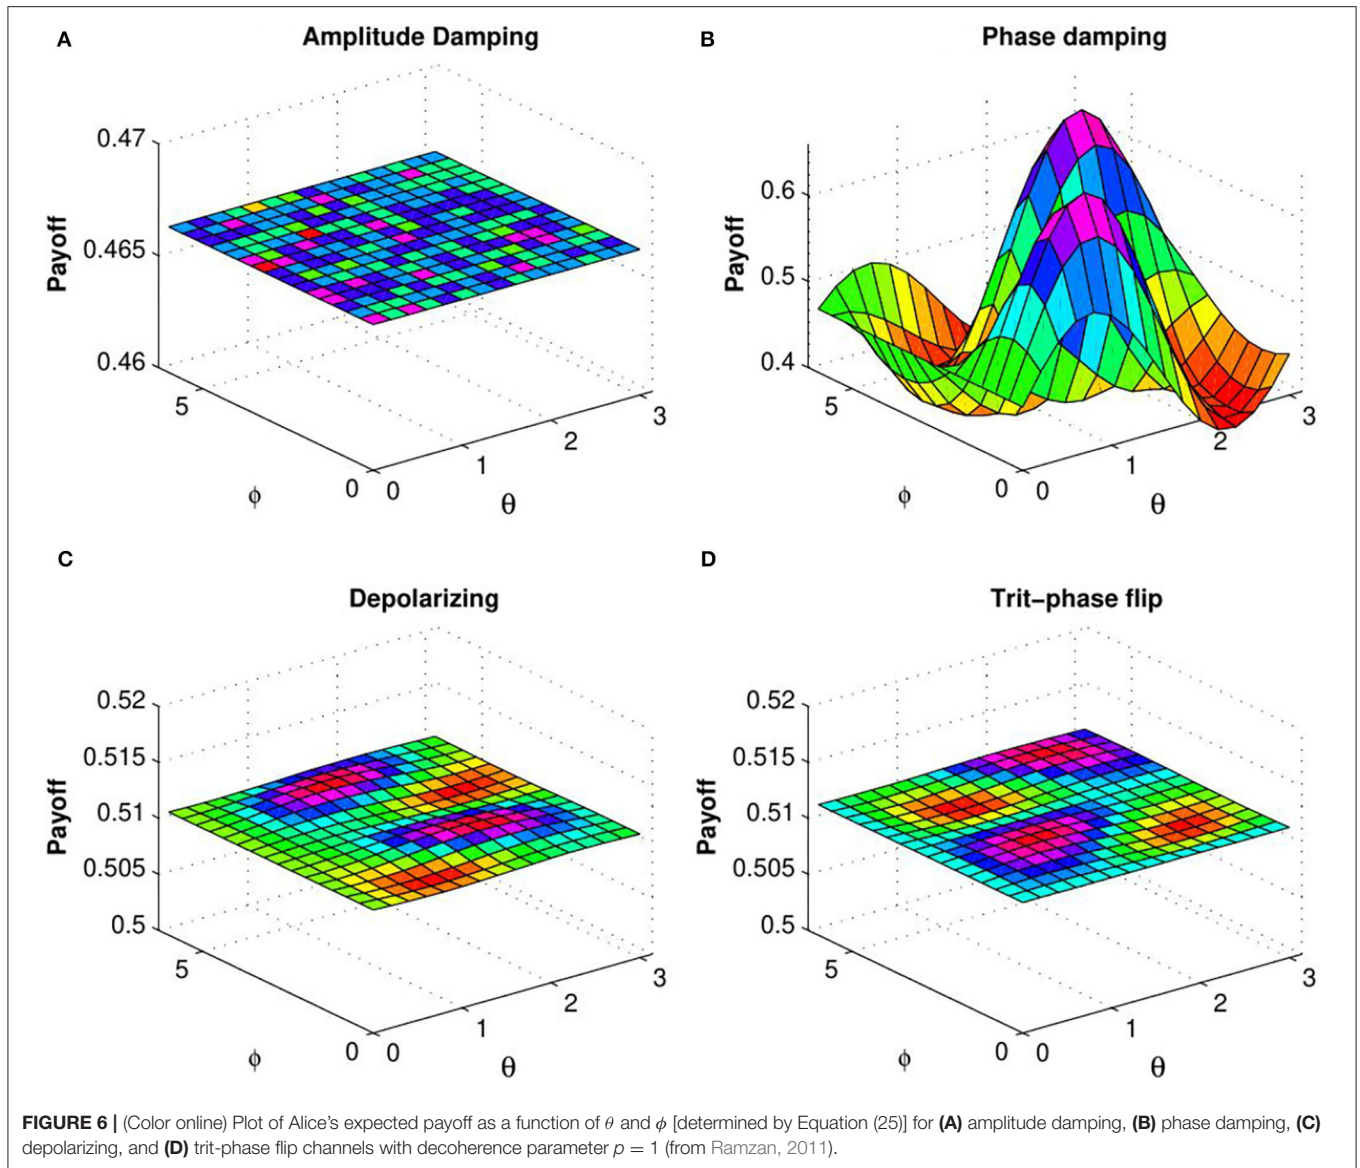 A
Amplitude Damping
0.47
0.465
0.46
Payoff
5
0
ϕ
0
1
2
3
θ
B
Phase damping
0.6
0.5
0.4
Payoff
5
0
ϕ
0
1
2
3
θ
C
Depolarizing
0.52
0.515
0.51
0.505
0.5
Payoff
5
0
ϕ
0
1
2
3
θ
D
Trit−phase flip
0.52
0.515
0.51
0.505
0.5
Payoff
5
0
ϕ
0
1
2
3
θ
FIGURE 6 | (Color online) Plot of Alice's expected payoff as a function of θ and ϕ [determined by Equation (25)] for (A) amplitude damping, (B) phase damping, (C)
depolarizing, and (D) trit-phase flip channels with decoherence parameter p = 1 (from Ramzan, 2011).